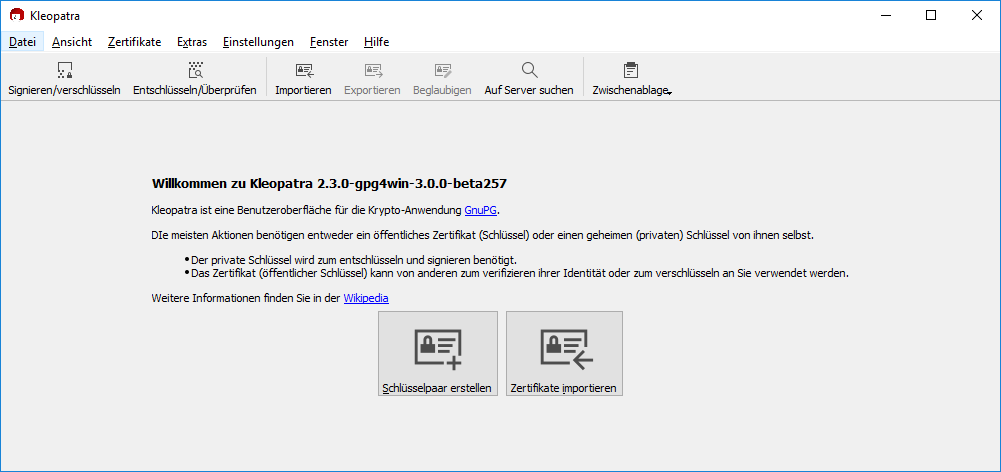 Kleopatra
Datei Ansicht Zertifikate Extras Einstellungen Fenster Hilfe
Signieren/verschlüsseln Entschlüseln/Überprüfen Importieren Exportieren Beglaubigen Auf Server suchen Zwischenablage
Willkommen zu Kleopatra 2.3.0-gpg4win-3.0.0-beta257
Kleopatra ist eine Benutzeroberfläche für die Krypto-Anwendung GnuPG.
DIe meisten Aktionen benötigen entweder ein öffentliches Zertifikat (Schlüssel) oder einen geheimen (privaten) Schlüssel von ihnen selbst.
•Der private Schlüssel wird zum entschlüseln und signieren benötigt.
•Das Zertifikat (öffentlicher Schlüssel) kann von anderen zum verifizieren ihrer Identität oder zum verschlüseln an Sie verwendet werden.
Weitere Informationen finden Sie in der Wikipedia
Schlüsselpaar erstellen Zertifikate importieren